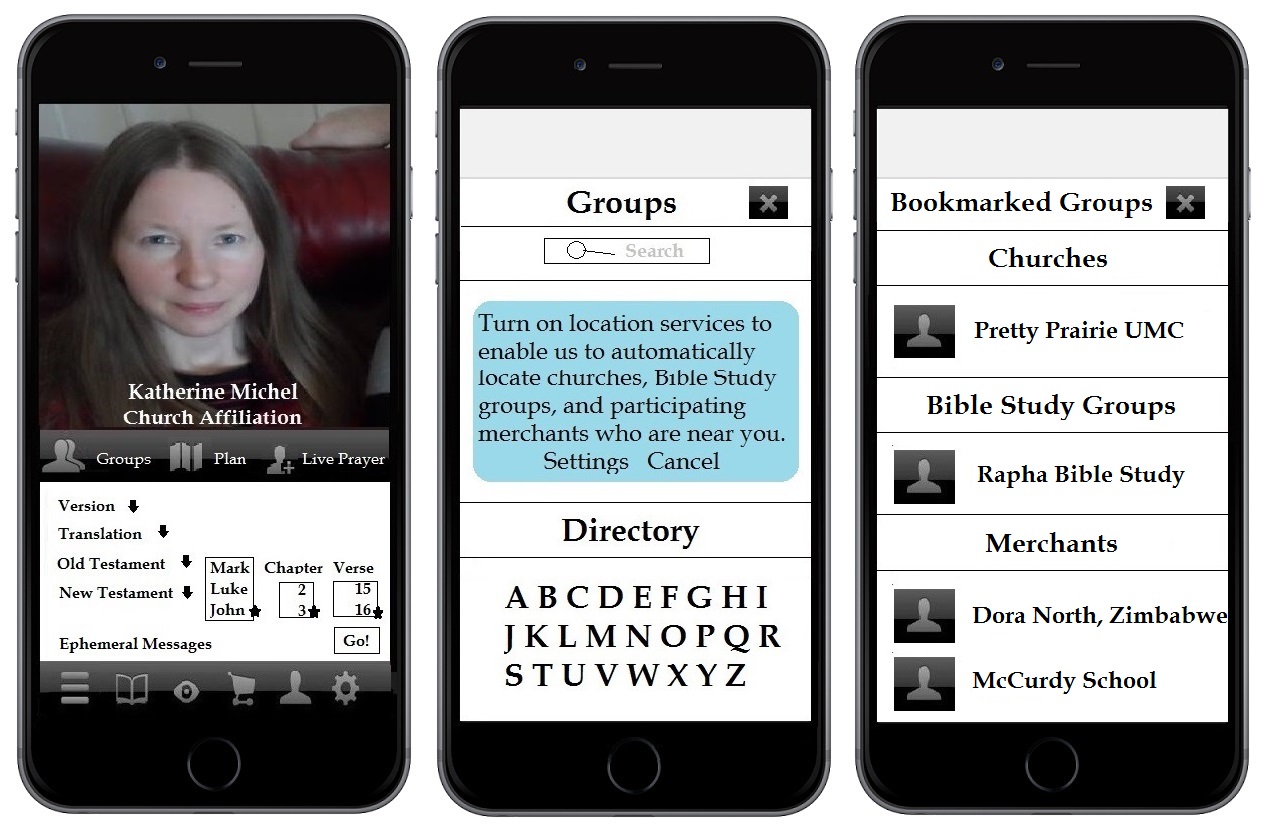 Katherine Michel
Church Affiliation
Groups Plan Live Prayer
Version
Translation
Old Testament
New Testament
Mark
Luke
John
Chapter
2
3
Verse
15
16
Ephemeral Messages
Go!
Groups
Search
Turn on location services to
enable us to automatically
locate churches, Bible Study
groups, and participating
merchants who are near you.
Settings Cancel
Directory
A B C D E F G H I
J K L M N O P Q R
S T U V W X Y Z
Bookmarked Groups
Churches
Pretty Prairie UMC
Bible Study Groups
Rapha Bible Study
Merchants
Dora North, Zimbabwe
McCurdy School